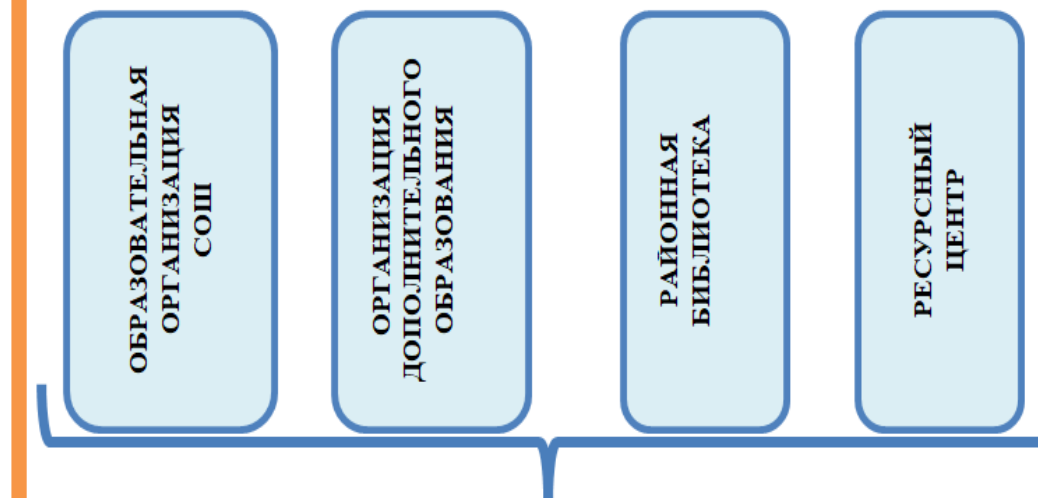 ОБРАЗОВАТЕЛЬНАЯ
ОРГАНИЗАЦИЯ
СОШ
ОРГАНИЗАЦИЯ
ДОПОЛНИТЕЛЬНОГО
ОБРАЗОВАНИЯ
РАЙОННАЯ
БИБЛИОТЕКА
РЕСУРСНЫЙ
ЦЕНТР